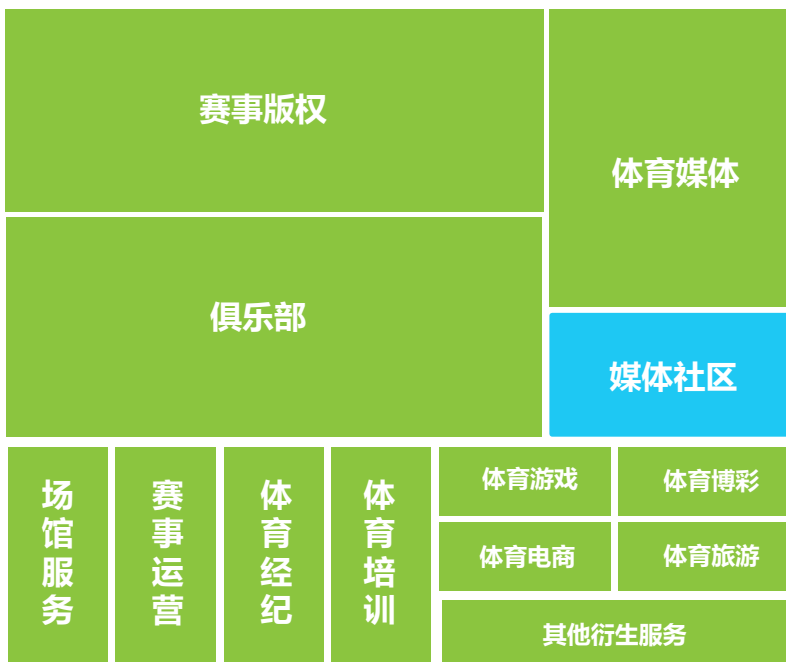 赛事版权
体育媒体
俱乐部
媒体社区
场馆服务
赛事运营
体育经纪
体育培训
体育游戏
体育博彩
体育电商
体育旅游
其他衍生服务